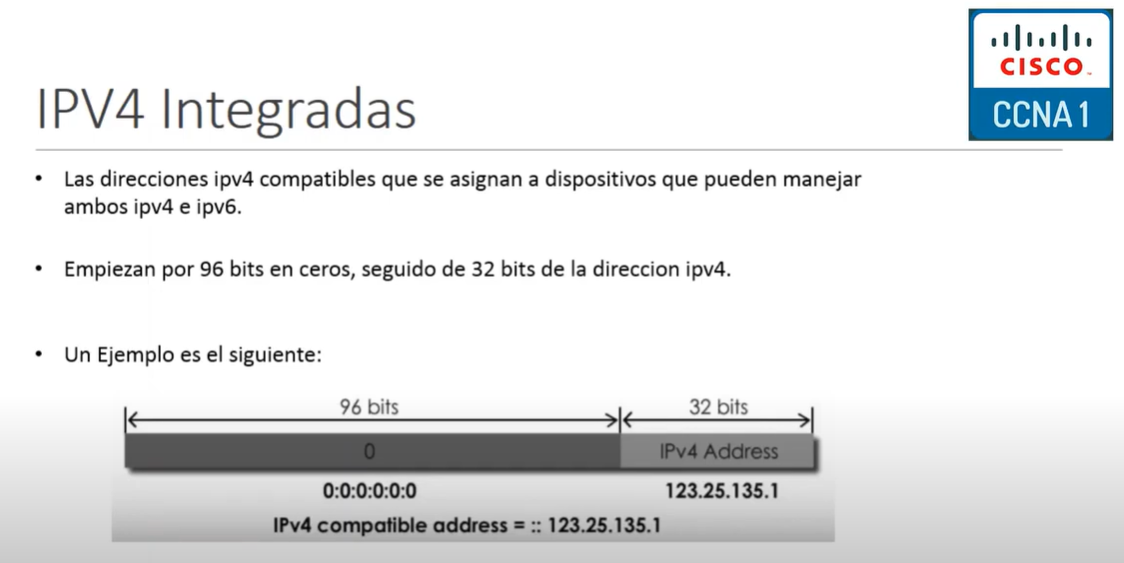 CISCO
CCNA 1
IPV4 Integradas
• Las direcciones ipv4 compatibles que se asignan a dispositivos que pueden manejar
ambos ipv4 e ipv6.
• Empiezan por 96 bits en ceros, seguido de 32 bits de la direccion ipv4.
• Un Ejemplo es el siguiente:
96 bits 32 bits
0 IPv4 Address
0:0:0:0:0:0 123.25.135.1
IPv4 compatible address = :: 123.25.135.1